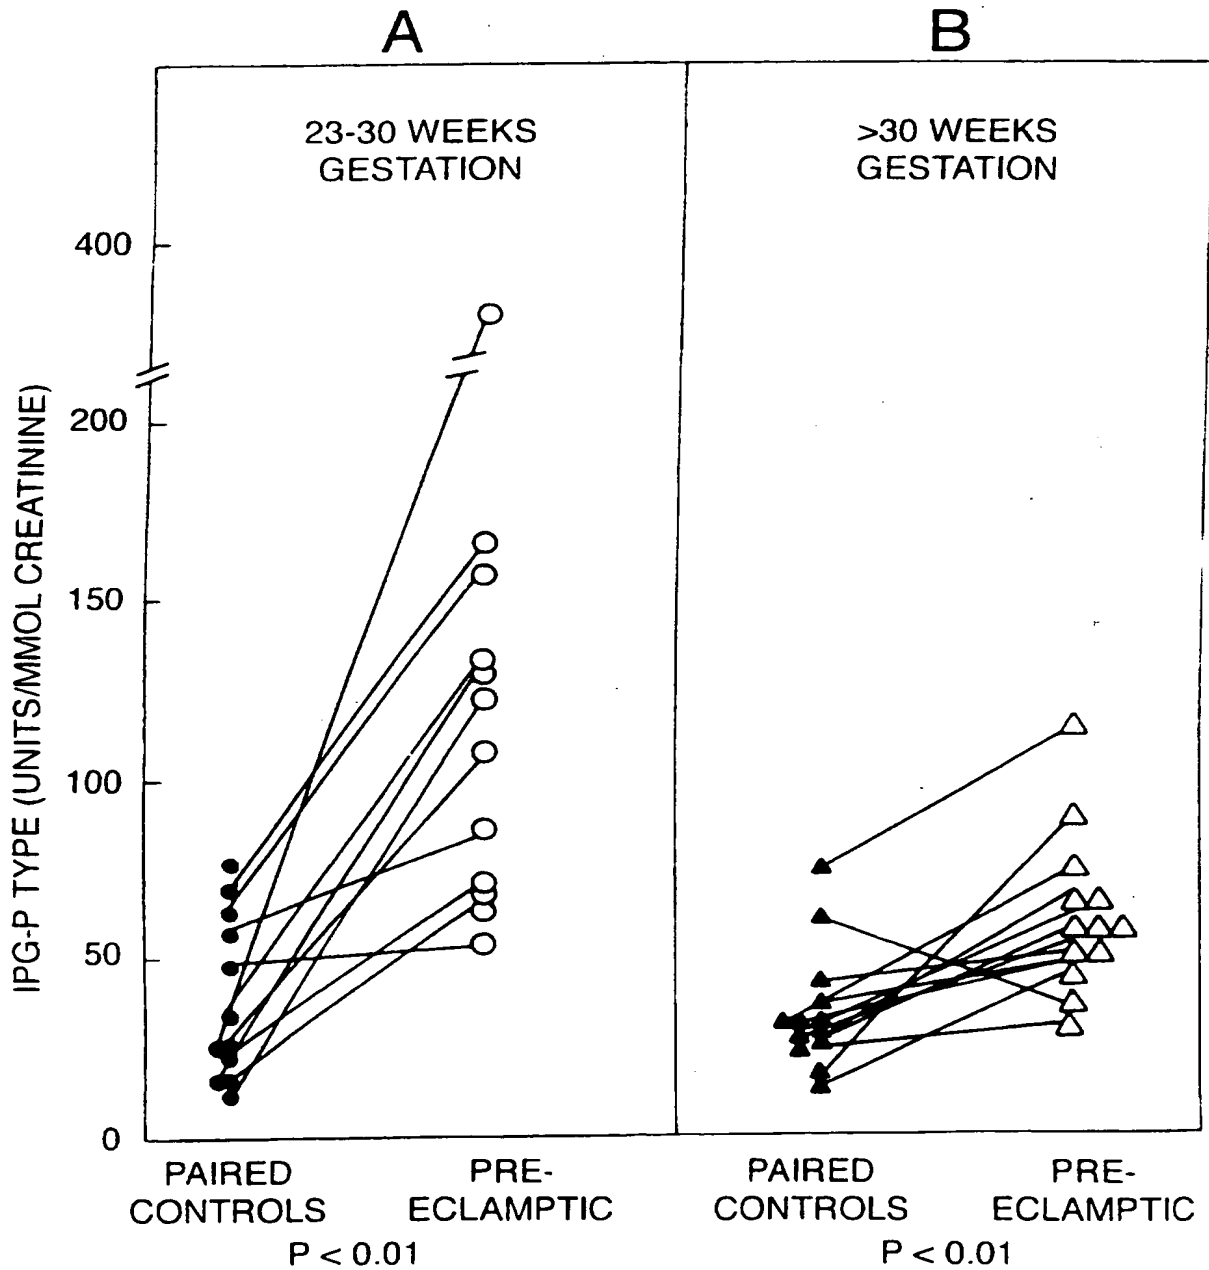 A
B
23-30 WEEKS
GESTATION
>30 WEEKS
GESTATION
400
200
150
100
50
0
IPG-P TYPE (UNITS/MMOL CREATININE)
PAIRED
CONTROLS
PRE-
ECLAMPTIC
P < 0.01
PAIRED
CONTROLS
PRE-
ECLAMPTIC
P < 0.01